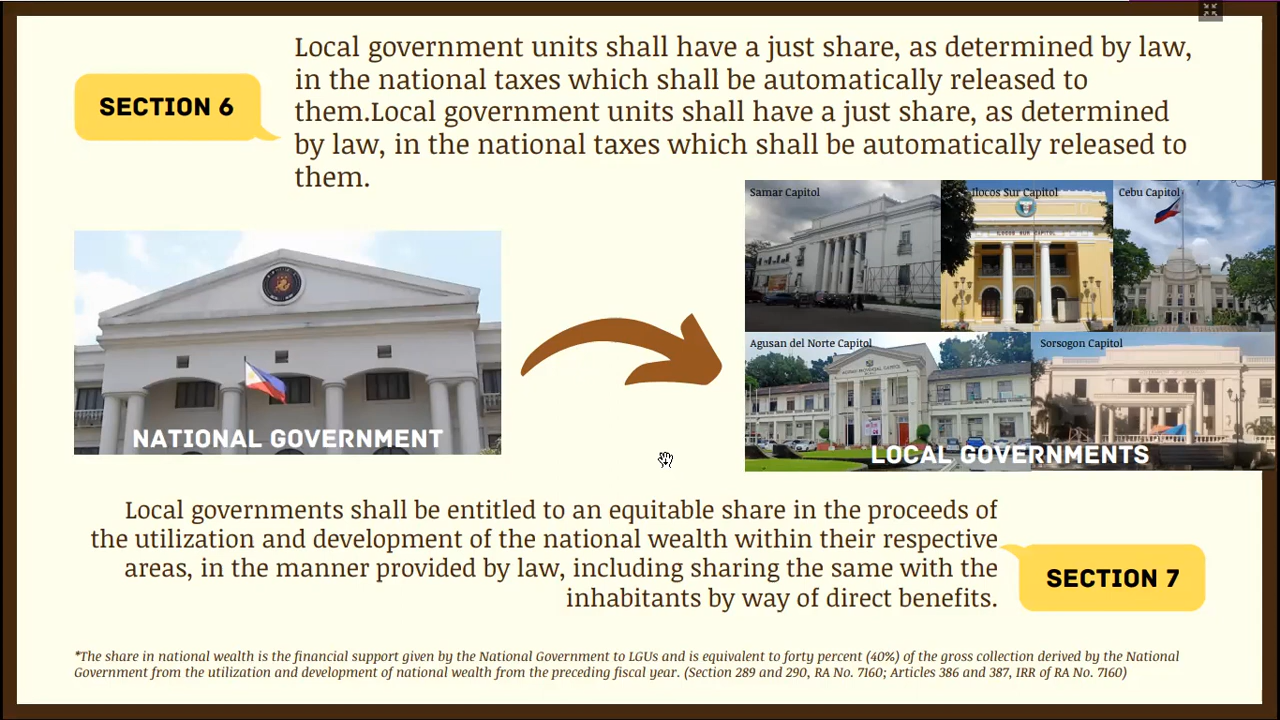 SECTION 6
Local government units shall have a just share, as determined by law,
in the national taxes which shall be automatically released to
them.Local government units shall have a just share, as determined
by law, in the national taxes which shall be automatically released to
them.
Samar Capitol
Ilocos Sur Capitol
Cebu Capitol
ILOCOS SUR CAPITOL
Agusan del Norte Capitol
Sorsogon Capitol
NATIONAL GOVERNMENT
LOCAL GOVERNMENTS
Local governments shall be entitled to an equitable share in the proceeds of
the utilization and development of the national wealth within their respective
areas, in the manner provided by law, including sharing the same with the
inhabitants by way of direct benefits.
SECTION 7
*The share in national wealth is the financial support given by the National Government to LGUs and is equivalent to forty percent (40%) of the gross collection derived by the National
Government from the utilization and development of national wealth from the preceding fiscal year. (Section 289 and 290, RA No. 7160; Articles 386 and 387, IRR of RA No. 7160)